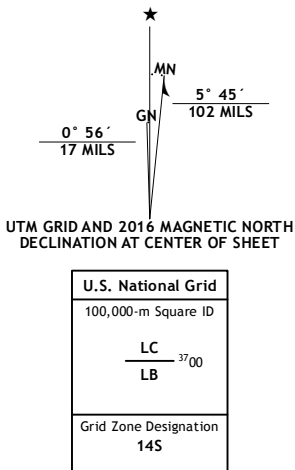 ★
MN
GN
5° 45´
102 MILS
0° 56´
17 MILS
UTM GRID AND 2016 MAGNETIC NORTH
DECLINATION AT CENTER OF SHEET
U.S. National Grid
100,000-m Square ID
LC
3700
LB
Grid Zone Designation
14S